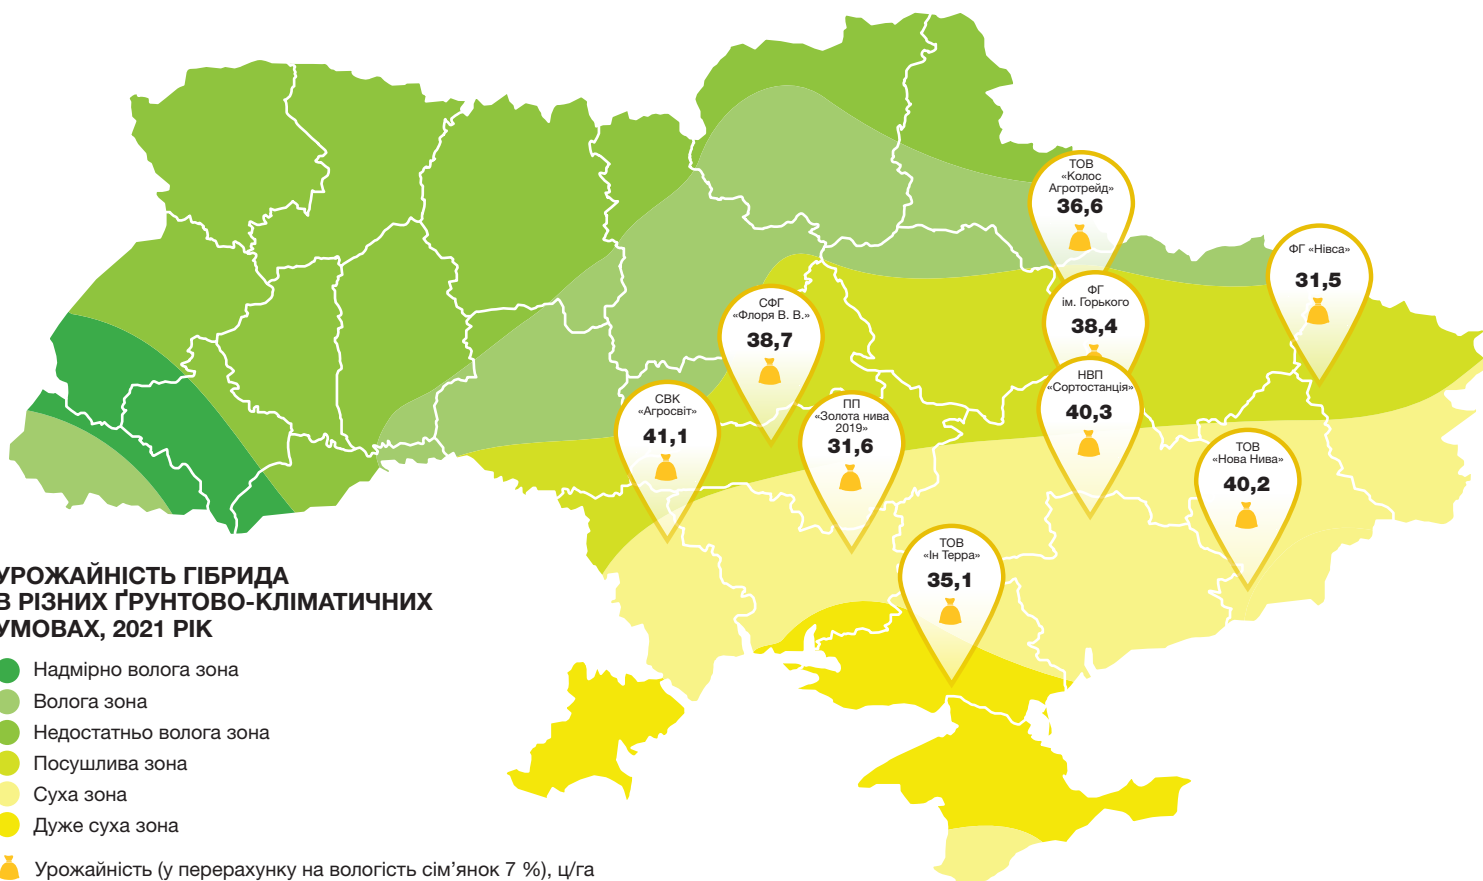 ТОВ
«Колос
Агротрейд»
36,6
ФГ «Нівса»
31,5
ФГ
ім. Горького
38,4
СФГ
«Флоря В. В.»
38,7
НВП
«Сортостанція»
40,3
СВК
«Агросвіт»
41,1
ПП
«Золота нива
2019»
31,6
ТОВ
«Нова Нива»
40,2
ТОВ
«Ін Терра»
35,1
УРОЖАЙНІСТЬ ГІБРИДА
В РІЗНИХ ҐРУНТОВО-КЛІМАТИЧНИХ
УМОВАХ, 2021 РІК
Надмірно волога зона
Волога зона
Недостатньо волога зона
Посушлива зона
Суха зона
Дуже суха зона
Урожайність (у перерахунку на вологість сім’янок 7 %), ц/га